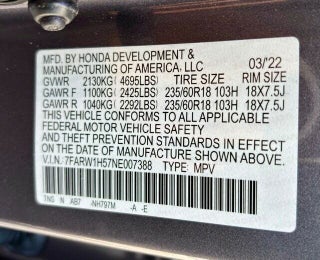 MFD. BY HONDA DEVELOPMENT &
MANUFACTURING OF AMERICA, LLC 03/'22
GVWR 2130KG( 4695LBS) TIRE SIZE RIM SIZE
GAWR F 1100KG( 2425LBS) 235/60R18 103H 18X7.5J
GAWR R 1040KG( 2292LBS) 235/60R18 103H 18X7.5J
THIS VEHICLE CONFORMS TO ALL APPLICABLE
FEDERAL MOTOR VEHICLE SAFETY, BUMPER,
AND THEFT PREVENTION STANDARDS IN EFFECT
ON THE DATE OF MANUFACTURE SHOWN ABOVE.
V.I.N.: 7FARW1H57NE007388 TYPE: MPV
TNG IN AB7 -NH797M -A -E